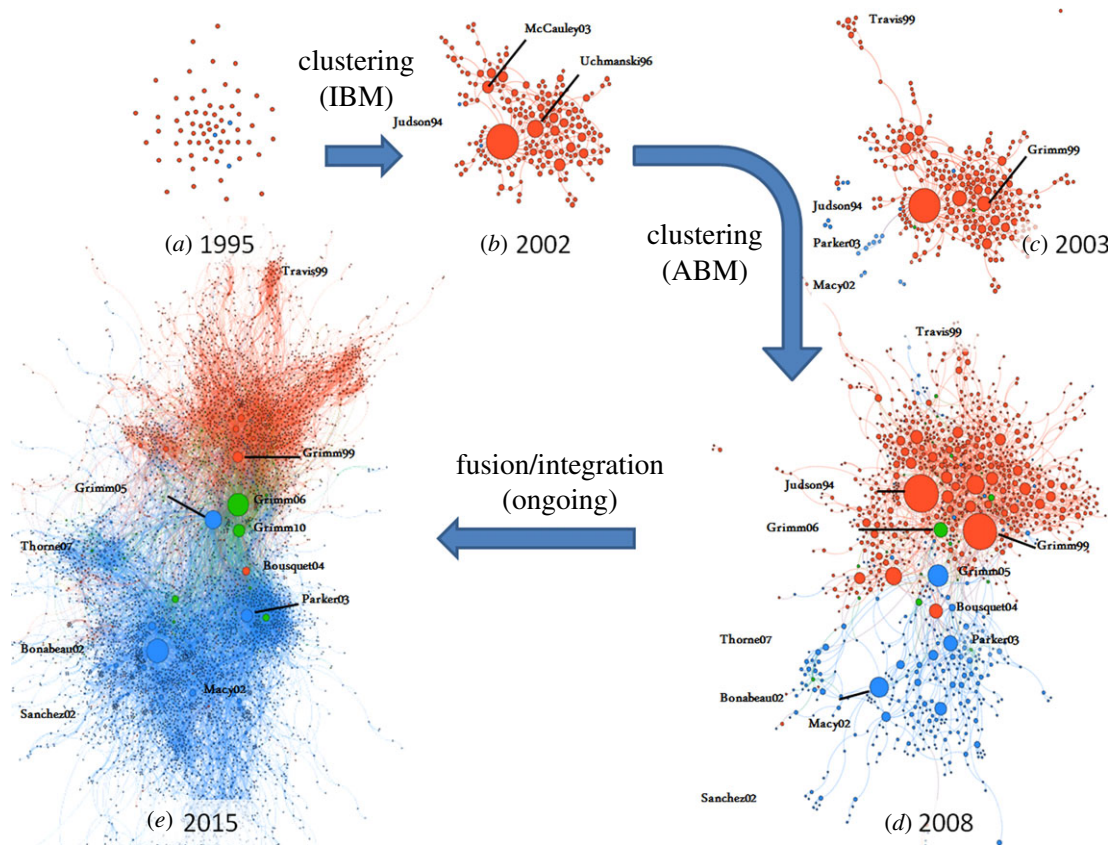 clustering
(IBM)
McCauley03
Uchmanski96
Judson94
(a) 1995
(b) 2002
clustering
(ABM)
Travis99
Grimm99
Judson94
Parker03
Macy02
(c) 2003
Travis99
Judson94
Grimm06
Grimm99
Grimm05
Bousquet04
Thorne07
Parker03
Bonabeau02
Macy02
Sanchez02
(d) 2008
fusion/integration
(ongoing)
Travis99
Grimm99
Grimm05
Grimm06
Grimm10
Thorne07
Bousquet04
Parker03
Bonabeau02
Macy02
Sanchez02
(e) 2015